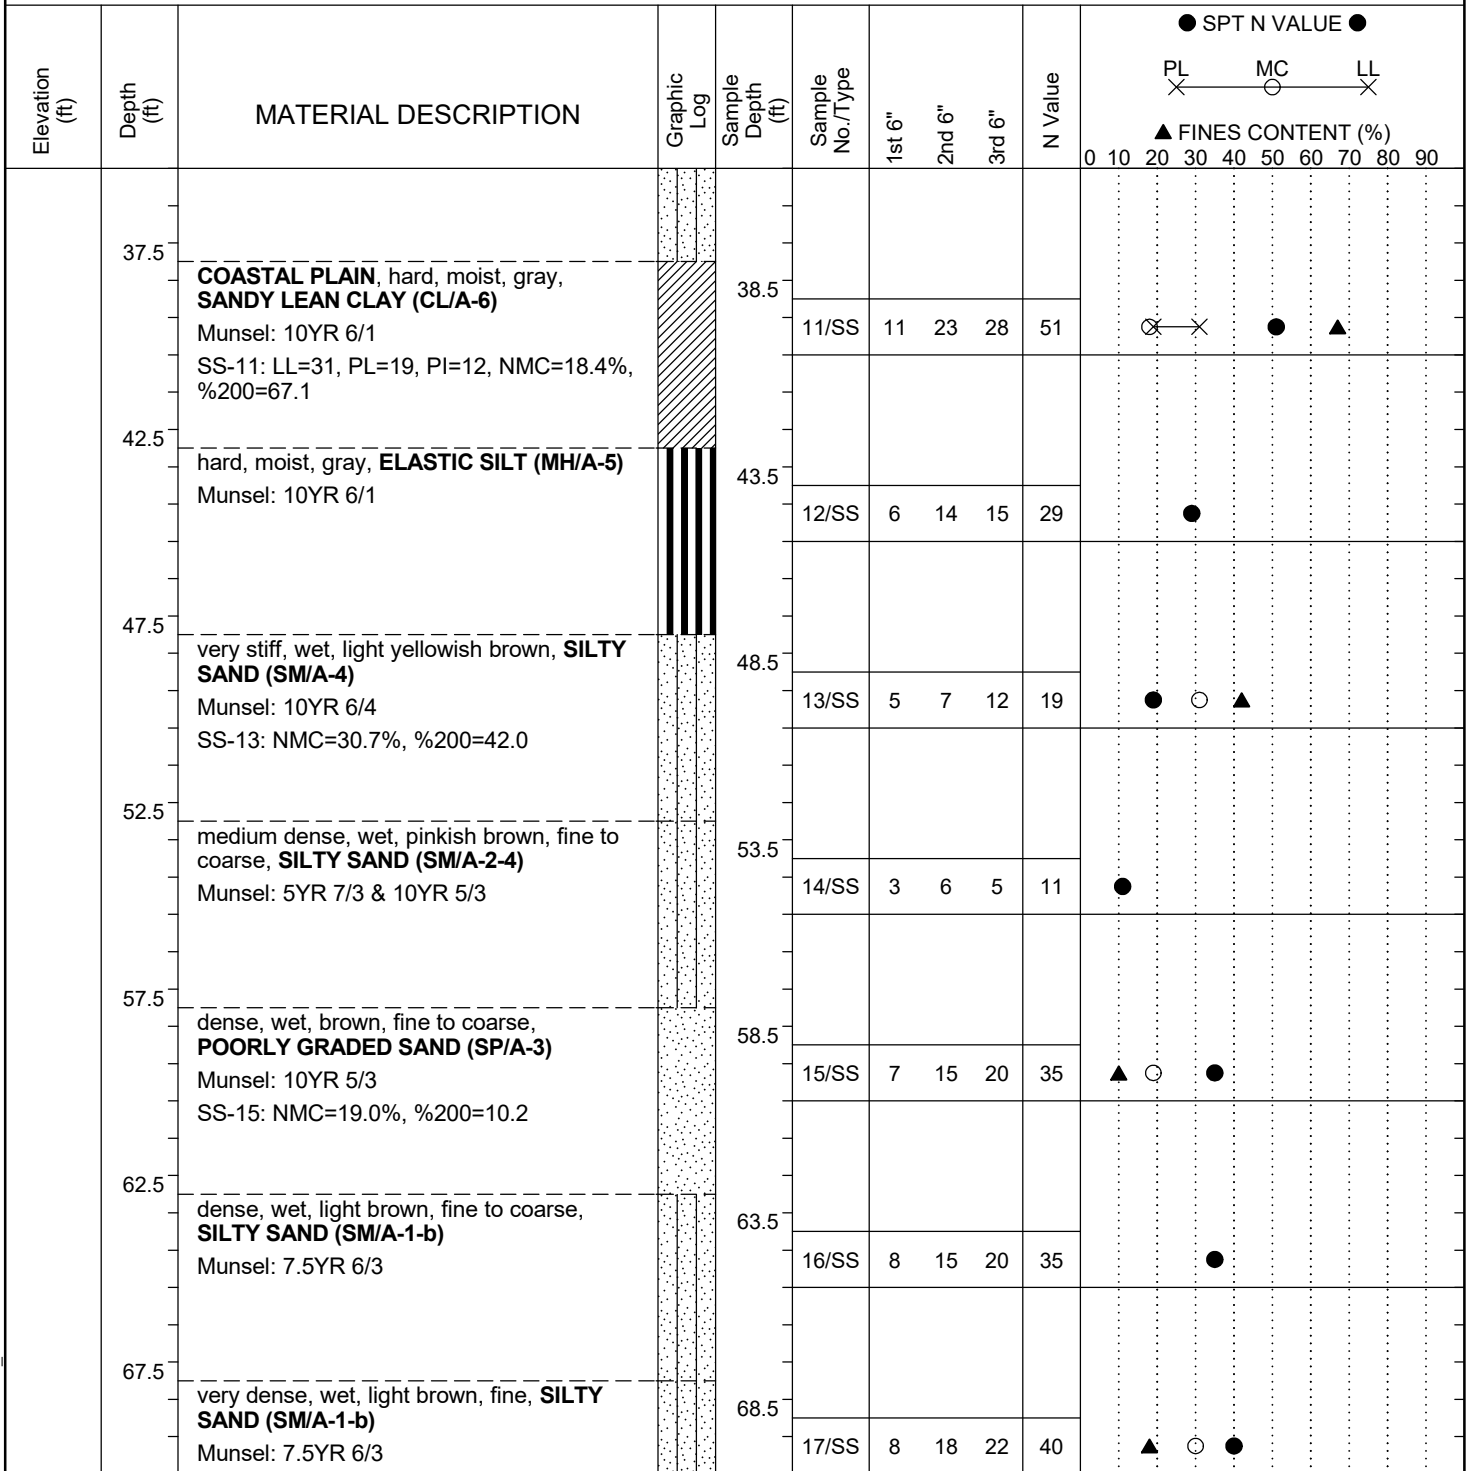 ● SPT N VALUE ●
PL MC LL
▲ FINES CONTENT (%)
0 10 20 30 40 50 60 70 80 90
Elevation
(ft)
Depth
(ft)
MATERIAL DESCRIPTION
Graphic
Log
Sample
Depth
(ft)
Sample
No./Type
1st 6"
2nd 6"
3rd 6"
N Value
37.5
COASTAL PLAIN, hard, moist, gray,
SANDY LEAN CLAY (CL/A-6)
Munsel: 10YR 6/1
SS-11: LL=31, PL=19, PI=12, NMC=18.4%,
%200=67.1
38.5
11/SS 11 23 28 51
42.5
hard, moist, gray, ELASTIC SILT (MH/A-5)
Munsel: 10YR 6/1
43.5
12/SS 6 14 15 29
47.5
very stiff, wet, light yellowish brown, SILTY
SAND (SM/A-4)
Munsel: 10YR 6/4
SS-13: NMC=30.7%, %200=42.0
48.5
13/SS 5 7 12 19
52.5
medium dense, wet, pinkish brown, fine to
coarse, SILTY SAND (SM/A-2-4)
Munsel: 5YR 7/3 & 10YR 5/3
53.5
14/SS 3 6 5 11
57.5
dense, wet, brown, fine to coarse,
POORLY GRADED SAND (SP/A-3)
Munsel: 10YR 5/3
SS-15: NMC=19.0%, %200=10.2
58.5
15/SS 7 15 20 35
62.5
dense, wet, light brown, fine to coarse,
SILTY SAND (SM/A-1-b)
Munsel: 7.5YR 6/3
63.5
16/SS 8 15 20 35
67.5
very dense, wet, light brown, fine, SILTY
SAND (SM/A-1-b)
Munsel: 7.5YR 6/3
68.5
17/SS 8 18 22 40